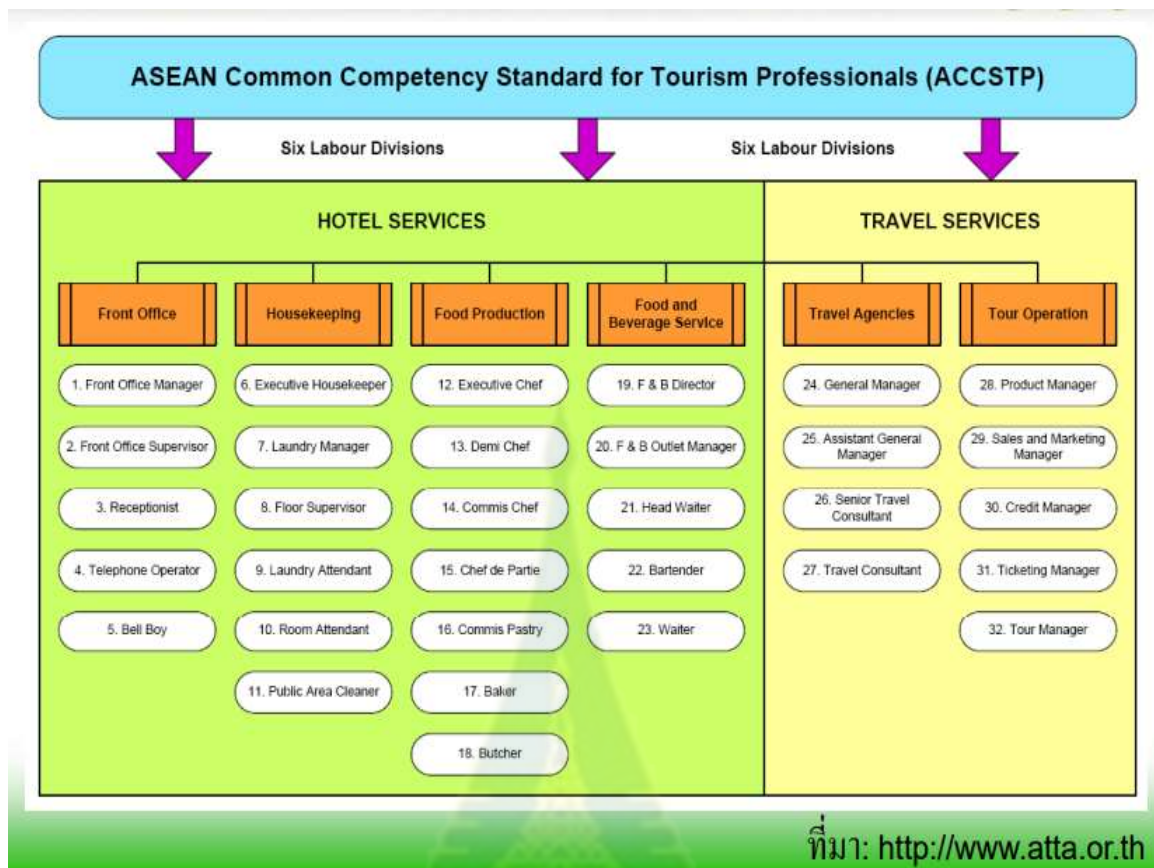 ASEAN Common Competency Standard for Tourism Professionals (ACCSTP)
Six Labour Divisions
Six Labour Divisions
HOTEL SERVICES
TRAVEL SERVICES
Front Office
Housekeeping
Food Production
Food and
Beverage Service
Travel Agencies
Tour Operation
1. Front Office Manager
2. Front Office Supervisor
3. Receptionist
4. Telephone Operator
5. Bell Boy
6. Executive Housekeeper
7. Laundry Manager
8. Floor Supervisor
9. Laundry Attendant
10. Room Attendant
11. Public Area Cleaner
12. Executive Chef
13. Demi Chef
14. Commis Chef
15. Chef de Partie
16. Commis Pastry
17. Baker
18. Butcher
19. F & B Director
20. F & B Outlet Manager
21. Head Waiter
22. Bartender
23. Waiter
24. General Manager
25. Assistant General
Manager
26. Senior Travel
Consultant
27. Travel Consultant
28. Product Manager
29. Sales and Marketing
Manager
30. Credit Manager
31. Ticketing Manager
32. Tour Manager
ที่มา: http://www.atta.or.th